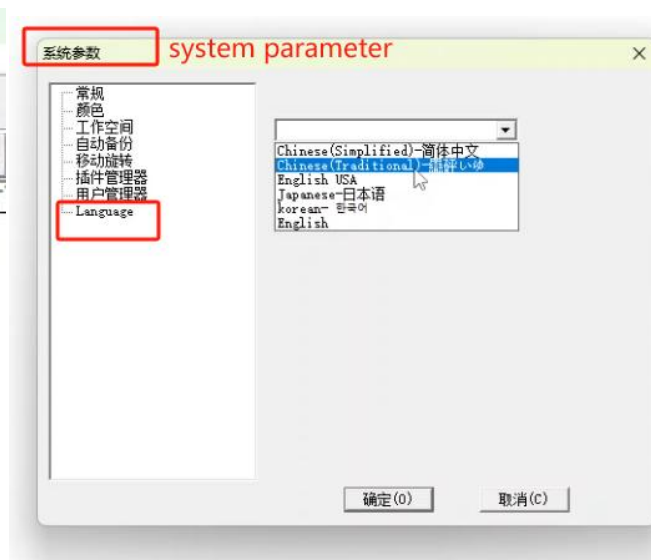 系统参数
system parameter
常规
颜色
工作空间
自动备份
移动旋转
插件管理器
用户管理器
Language
Chinese(Simplified)-简体中文
Chinese(Traditional)-
English USA
Japanese-日本语
korean- 한국어
English
确定(O)
取消(C)